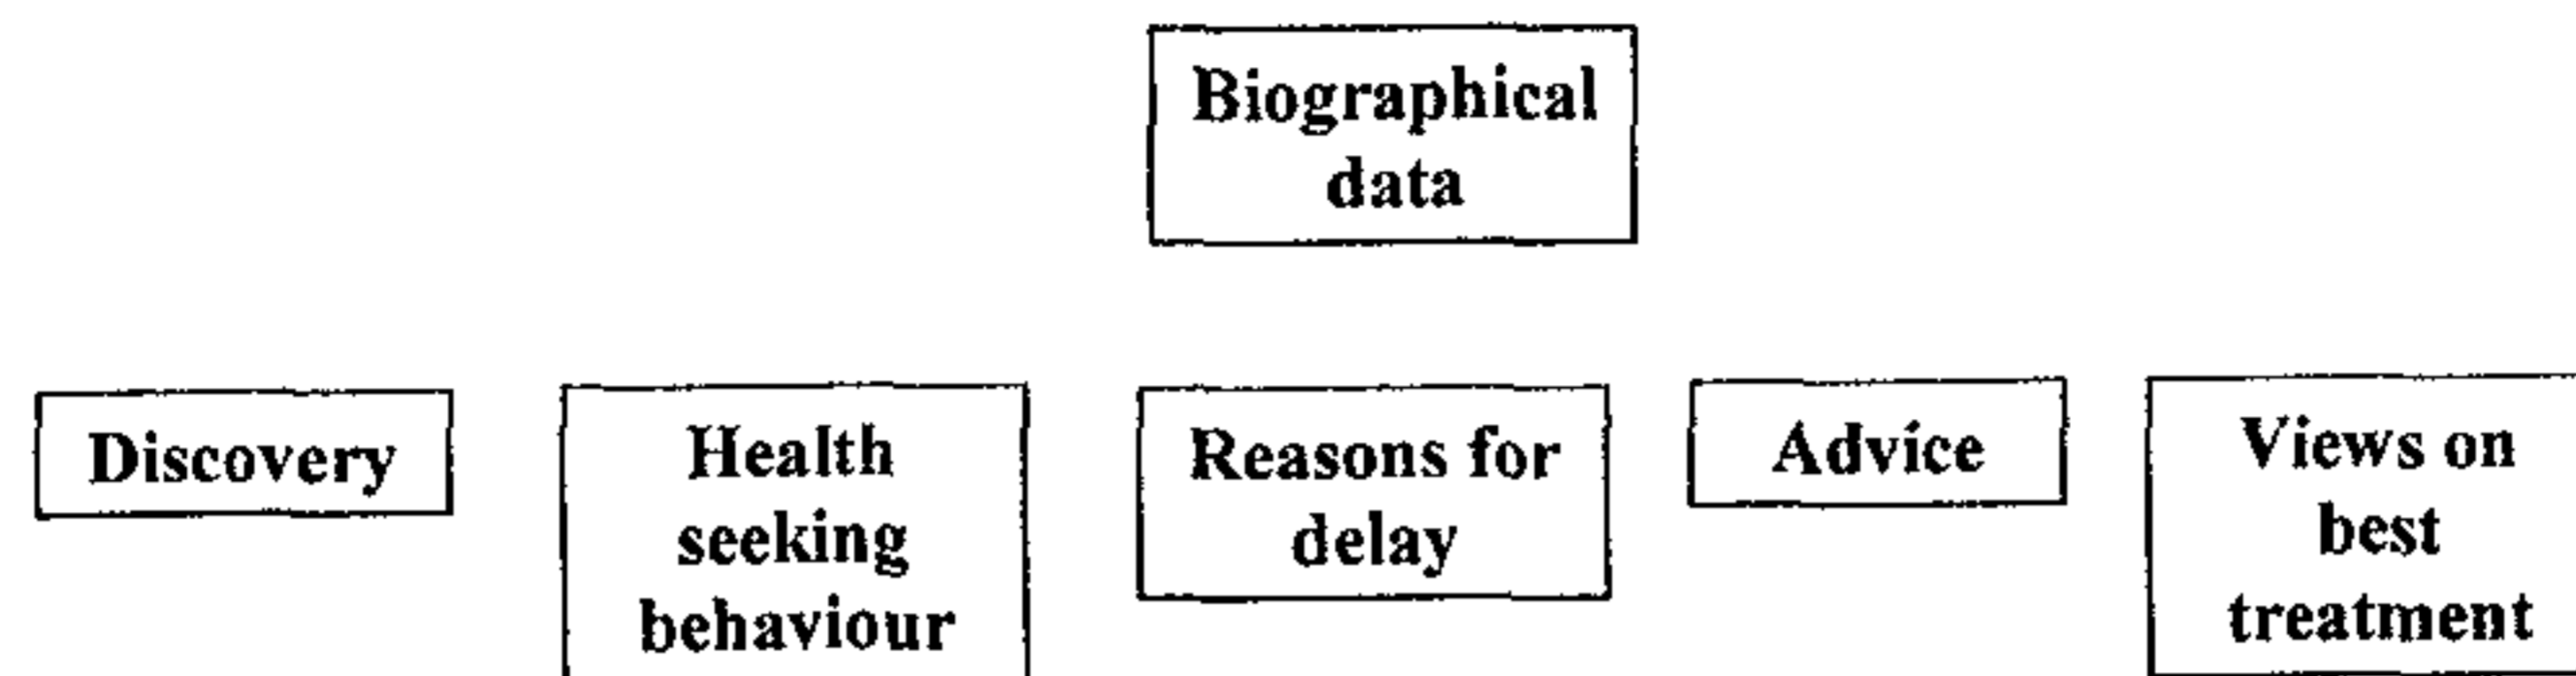 Biographical
data
Discovery
Health
seeking
behaviour
Reasons for
delay
Advice
Views on
best
treatment